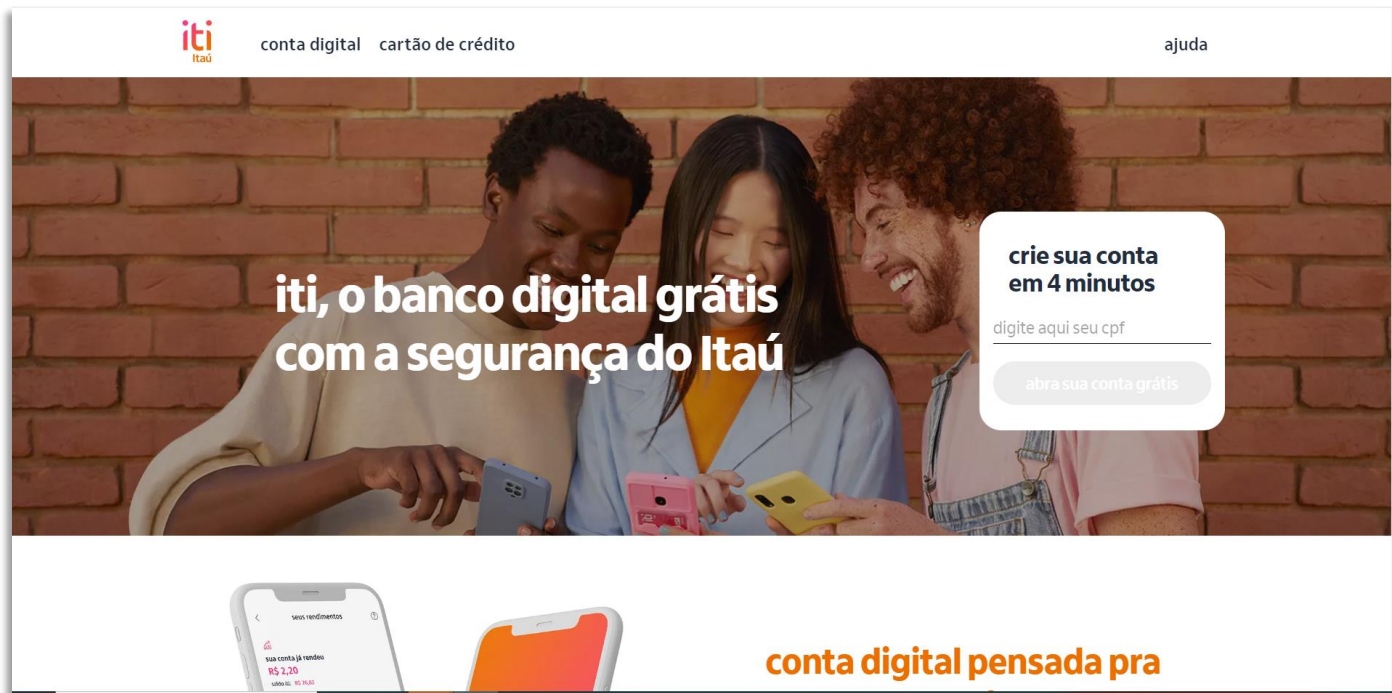 iti
Itaú
conta digital
cartão de crédito
ajuda
iti, o banco digital grátis
com a segurança do Itaú
crie sua conta
em 4 minutos
digite aqui seu cpf
abra sua conta grátis
seus rendimentos
sua conta já rendeu
R$ 2,20
conta digital pensada pra